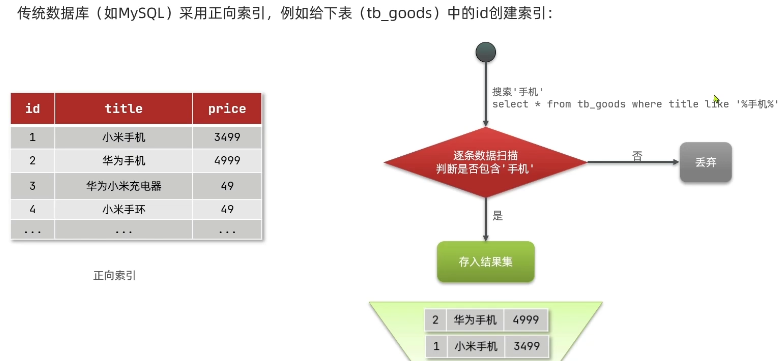 传统数据库（如MySQL）采用正向索引，例如给下表（tb_goods）中的id创建索引：
id title price
1 小米手机 3499
2 华为手机 4999
3 华为小米充电器 49
4 小米手环 49
... ... ...
正向索引
搜索'手机'
select * from tb_goods where title like '%手机%'
逐条数据扫描
判断是否包含'手机'
否
丢弃
是
存入结果集
2 华为手机 4999
1 小米手机 3499